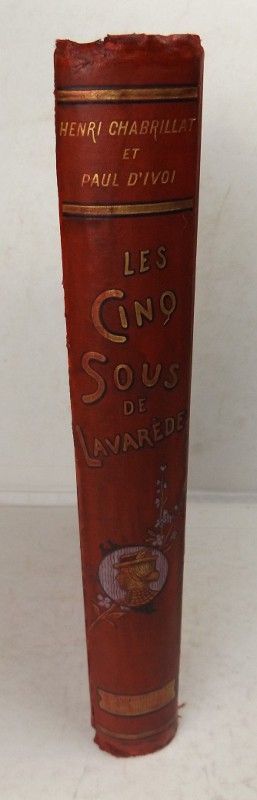 HENRI CHABRILLAT
ET
PAUL D'IVOI
LES
CINQ
SOUS
DE
LAVARÈDE